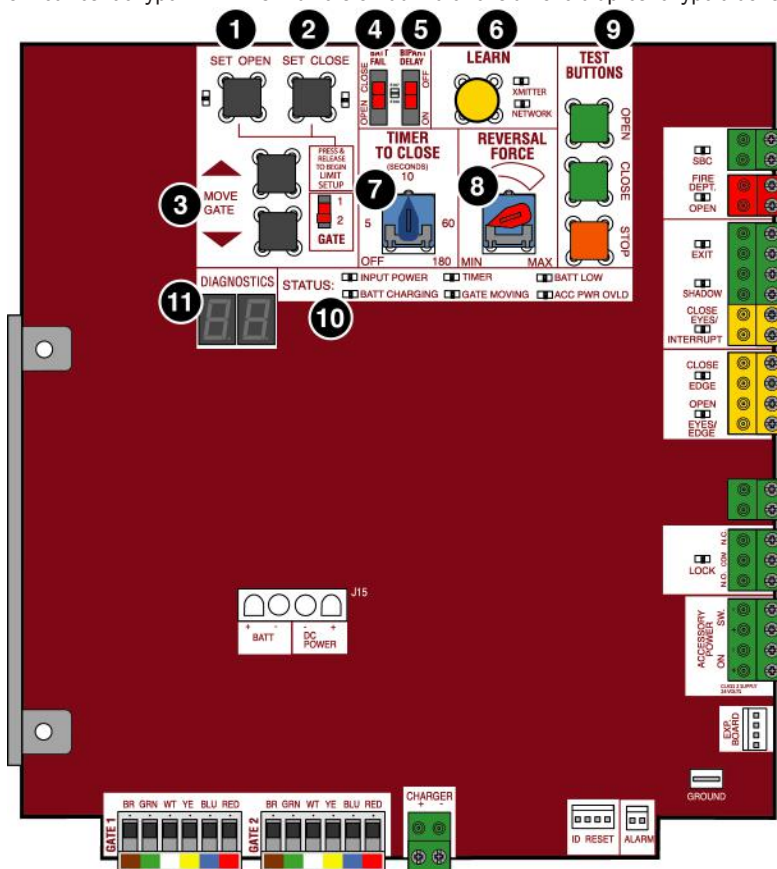 1
2
4
5
6
9
SET OPEN
SET CLOSE
BATT FAIL
BIPART DELAY
LEARN
TEST BUTTONS
OPEN CLOSE
ON OFF
XMITTER
NETWORK
OPEN
CLOSE
STOP
3
MOVE GATE
PRESS &
RELEASE
TO BEGIN
LIMIT
SETUP
1
2
GATE
TIMER
TO CLOSE
(SECONDS)
10
7
5
60
OFF
180
REVERSAL
FORCE
8
MIN
MAX
11
DIAGNOSTICS
88
STATUS:
INPUT POWER
TIMER
BATT LOW
BATT CHARGING
GATE MOVING
ACC PWR OVLD
10
SBC
FIRE
DEPT.
OPEN
EXIT
SHADOW
CLOSE
EYES/
INTERRUPT
CLOSE
EDGE
OPEN
EYES/
EDGE
LOCK
N.C.
COM
N.O.
ACCESSORY
POWER
SW.
- + - +
ON
CLASS 2 SUPPLY
24 VOLTS
EXP.
BOARD
GROUND
J15
+ - - +
BATT
DC
POWER
GATE 1
BR GRN WT YE BLU RED
GATE 2
BR GRN WT YE BLU RED
CHARGER
+ -
ID RESET
ALARM